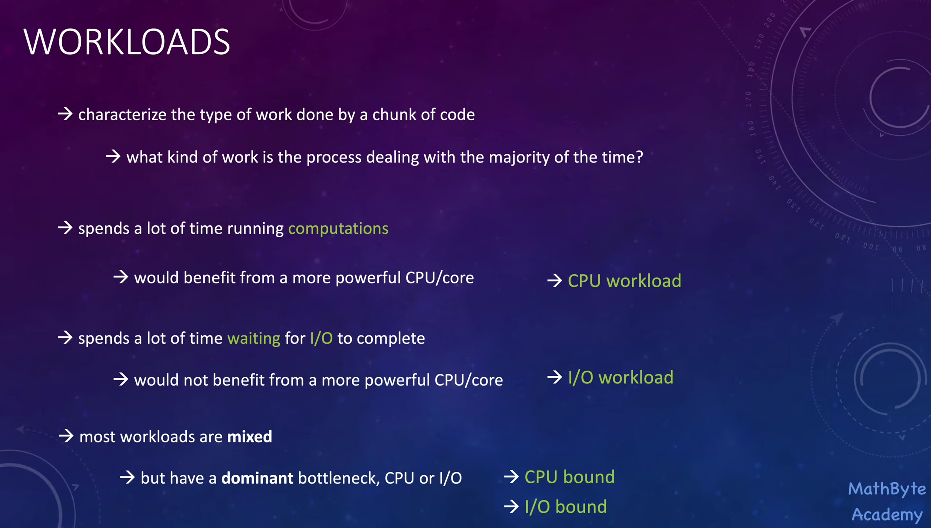 WORKLOADS
→ characterize the type of work done by a chunk of code
→ what kind of work is the process dealing with the majority of the time?
→ spends a lot of time running computations
→ would benefit from a more powerful CPU/core → CPU workload
→ spends a lot of time waiting for I/O to complete
→ would not benefit from a more powerful CPU/core → I/O workload
→ most workloads are mixed
→ but have a dominant bottleneck, CPU or I/O → CPU bound
→ I/O bound
MathByte
Academy